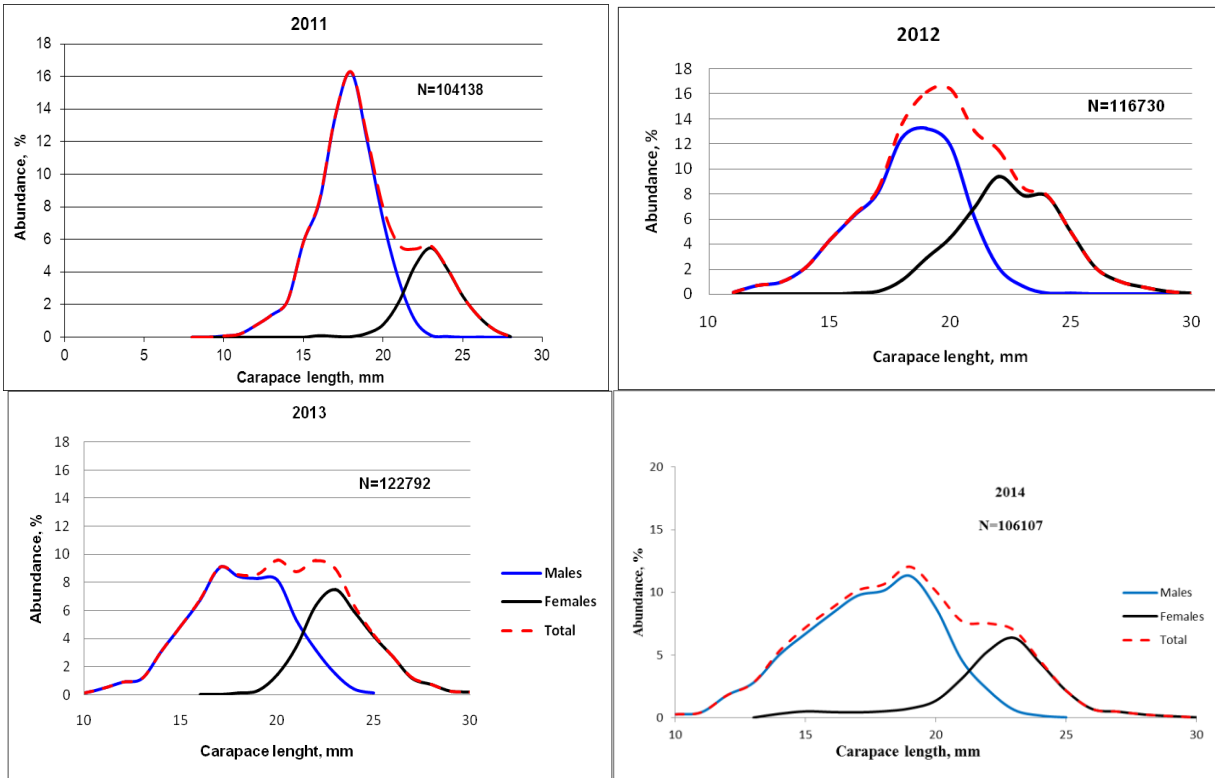 2011
N=104138
Abundance, %
18
16
14
12
10
8
6
4
2
0
0 5 10 15 20 25 30
Carapace length, mm
2012
N=116730
Abundance, %
18
16
14
12
10
8
6
4
2
0
10 15 20 25 30
Carapace lenght, mm
2013
N=122792
Abundance, %
18
16
14
12
10
8
6
4
2
0
10 15 20 25 30
Carapace lenght, mm
Males
Females
Total
2014
N=106107
Abundance, %
20
15
10
5
0
10 15 20 25 30
Carapace length, mm
Males
Females
Total